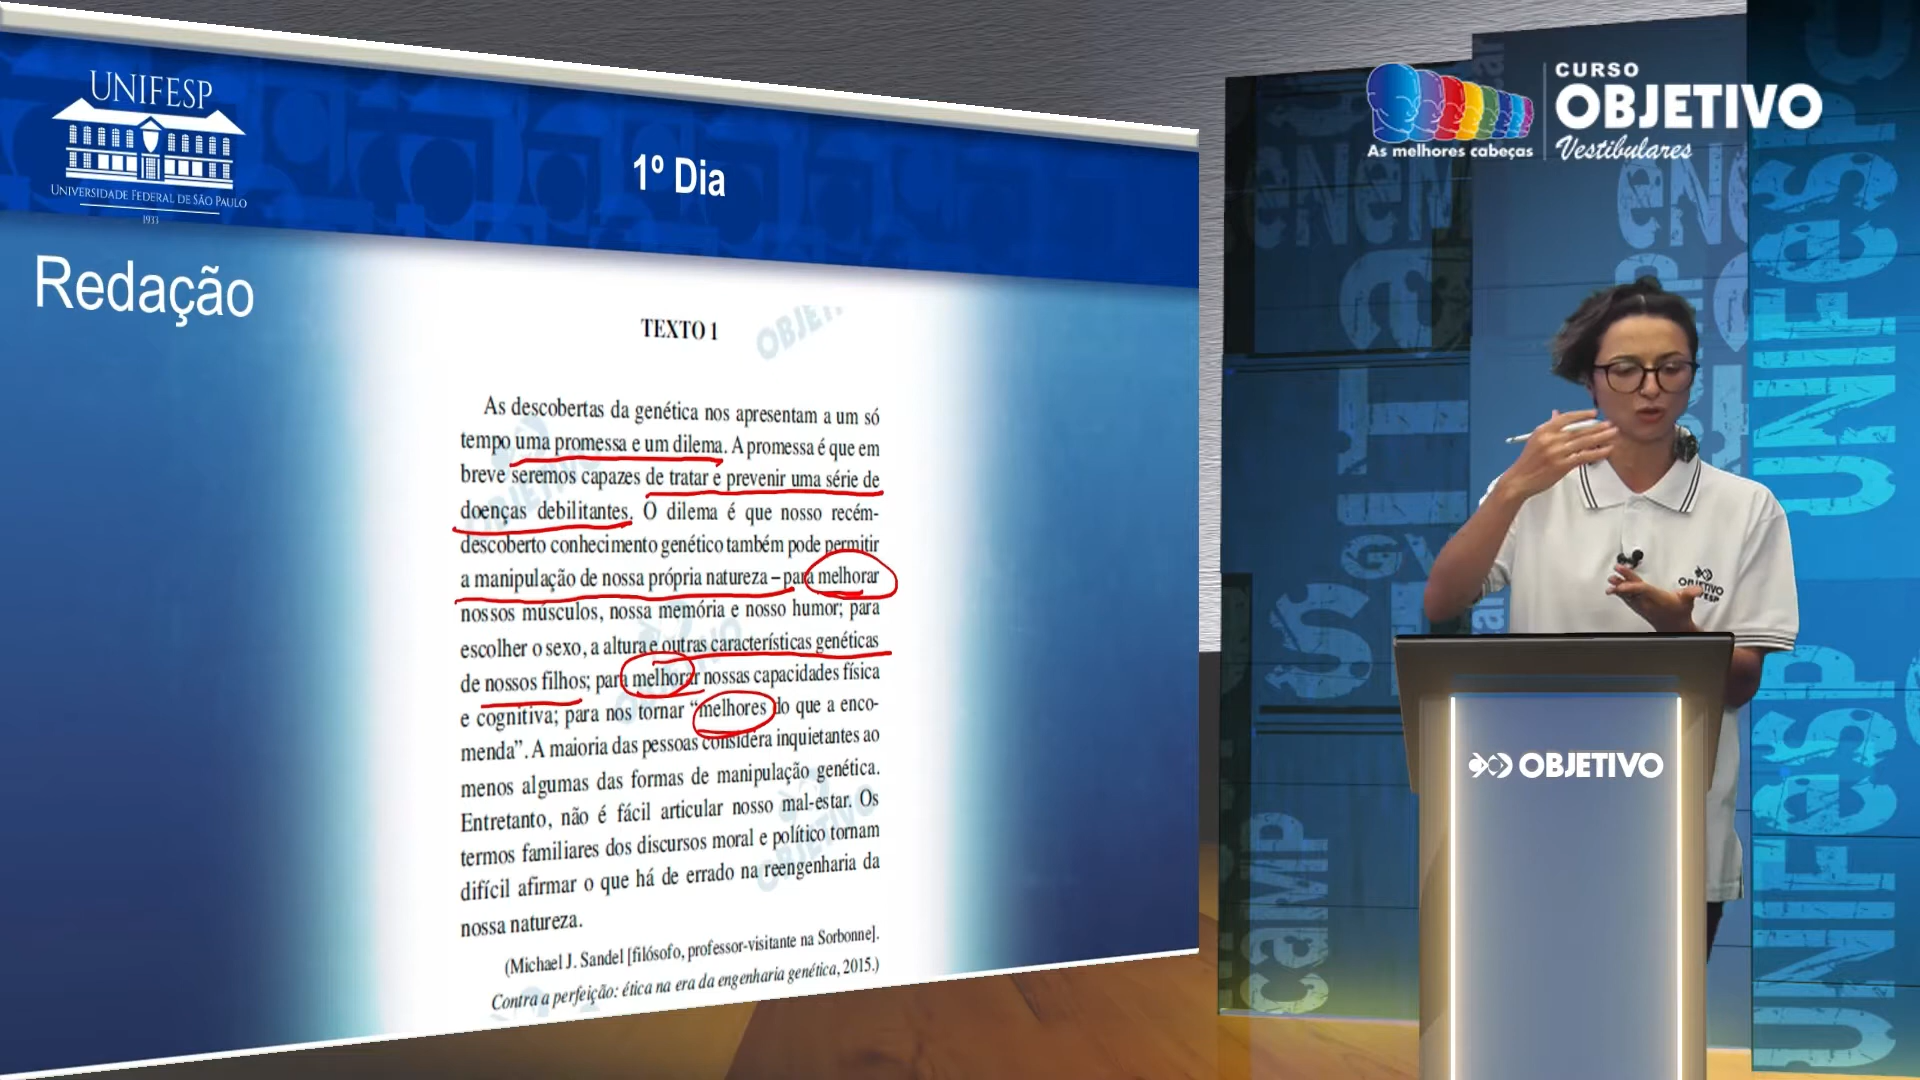 UNIFESP
UNIVERSIDADE FEDERAL DE SÃO PAULO
1933
1º Dia
Redação
TEXTO 1
As descobertas da genética nos apresentam a um só
tempo uma promessa e um dilema. A promessa é que em
breve seremos capazes de tratar e prevenir uma série de
doenças debilitantes. O dilema é que nosso recém-
descoberto conhecimento genético também pode permitir
a manipulação de nossa própria natureza – para melhorar
nossos músculos, nossa memória e nosso humor; para
escolher o sexo, a altura e outras características genéticas
de nossos filhos; para melhorar nossas capacidades física
e cognitiva; para nos tornar “melhores do que a enco-
menda”. A maioria das pessoas considera inquietantes ao
menos algumas das formas de manipulação genética.
Entretanto, não é fácil articular nosso mal-estar. Os
termos familiares dos discursos moral e político tornam
difícil afirmar o que há de errado na reengenharia da
nossa natureza.
(Michael J. Sandel [filósofo, professor-visitante na Sorbonne].
Contra a perfeição: ética na era da engenharia genética, 2015.)
OBJETIVO
OBJETIVO
CURSO
OBJETIVO
Vestibulares
As melhores cabeças
eNeM
UNIFeSP
UNIFeSP
caMP
OBJETIVO
OBJETIVO